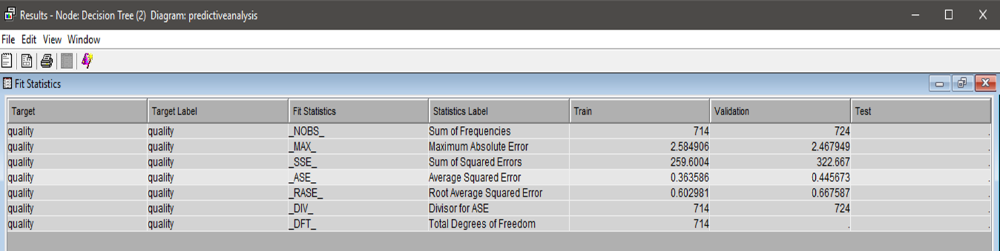 Results - Node: Decision Tree (2) Diagram: predictiveanalysis
File Edit View Window
Fit Statistics
Target Target Label Fit Statistics Statistics Label Train Validation Test
quality quality _NOBS_ Sum of Frequencies 714 724 .
quality quality _MAX_ Maximum Absolute Error 2.584906 2.467949 .
quality quality _SSE_ Sum of Squared Errors 259.6004 322.667 .
quality quality _ASE_ Average Squared Error 0.363586 0.445673 .
quality quality _RASE_ Root Average Squared Error 0.602981 0.667587 .
quality quality _DIV_ Divisor for ASE 714 724 .
quality quality _DFT_ Total Degrees of Freedom 714 . .